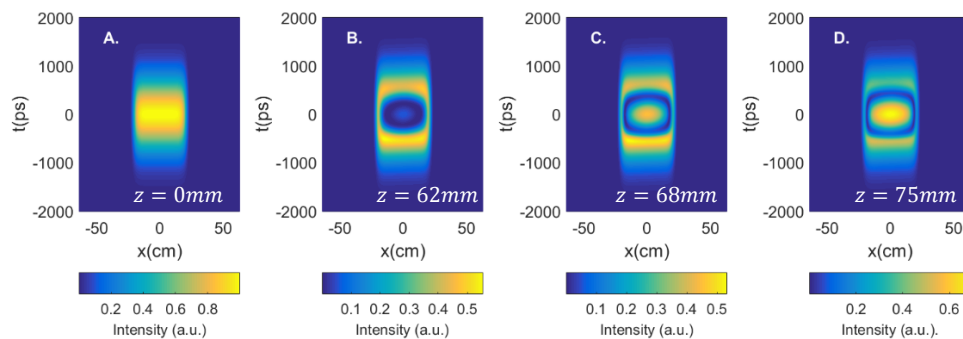 A.
2000
1000
0
-1000
-2000
t(ps)
z = 0mm
-50
0
50
x(cm)
0.2
0.4
0.6
0.8
Intensity (a.u.)
B.
2000
1000
0
-1000
-2000
t(ps)
z = 62mm
-50
0
50
x(cm)
0.1
0.2
0.3
0.4
0.5
Intensity (a.u.)
C.
2000
1000
0
-1000
-2000
t(ps)
z = 68mm
-50
0
50
x(cm)
0.1
0.2
0.3
0.4
0.5
Intensity (a.u.)
D.
2000
1000
0
-1000
-2000
t(ps)
z = 75mm
-50
0
50
x(cm)
0.2
0.4
0.6
Intensity (a.u.).